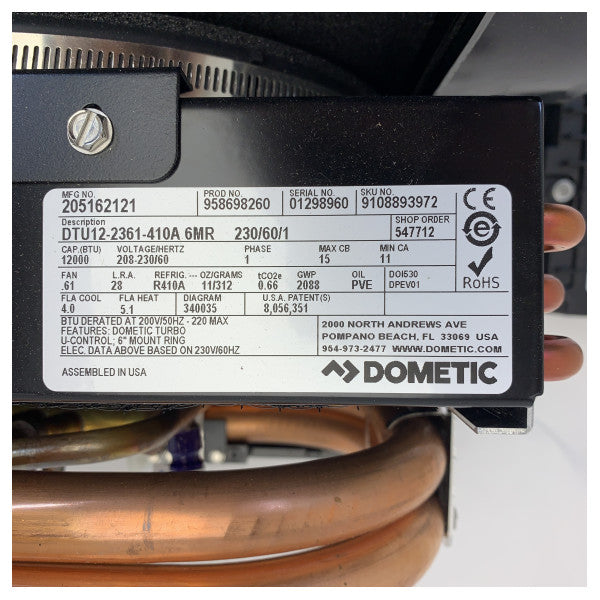 MFG NO. PROD NO. SERIAL NO. SKU NO.
205162121 958698260 01298960 9108893972
Description SHOP ORDER
DTU12-2361-410A 6MR 230/60/1 547712
CAP.(BTU) VOLTAGE/HERTZ PHASE MAX CB MIN CA
12000 208-230/60 1 15 11
FAN L.R.A. REFRIG. --- OZ/GRAMS tCO2e GWP OIL DOI530
.61 28 R410A 11/312 0.66 2088 PVE DPEV01
FLA COOL FLA HEAT DIAGRAM U.S.A. PATENT(S)
4.0 5.1 340035 8,056,351
BTU DERATED AT 200V/50HZ - 220 MAX
FEATURES: DOMETIC TURBO
U-CONTROL; 6" MOUNT RING
ELEC. DATA ABOVE BASED ON 230V/60HZ
2000 NORTH ANDREWS AVE
POMPANO BEACH, FL 33069 USA
954-973-2477 WWW.DOMETIC.COM
ASSEMBLED IN USA
DOMETIC
CE
e
RoHS